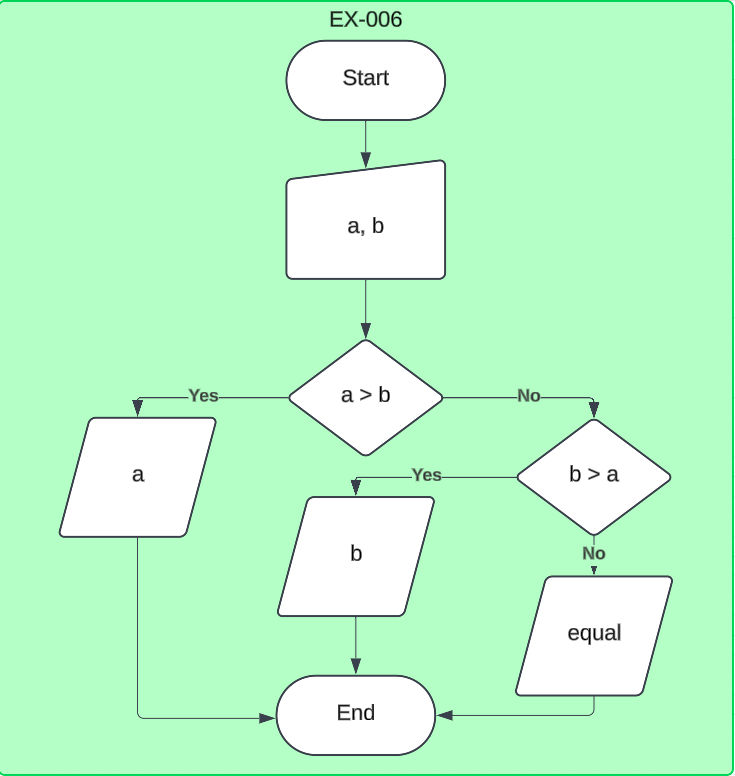 EX-006
Start
a, b
a > b
Yes
No
a
b > a
Yes
No
b
equal
End